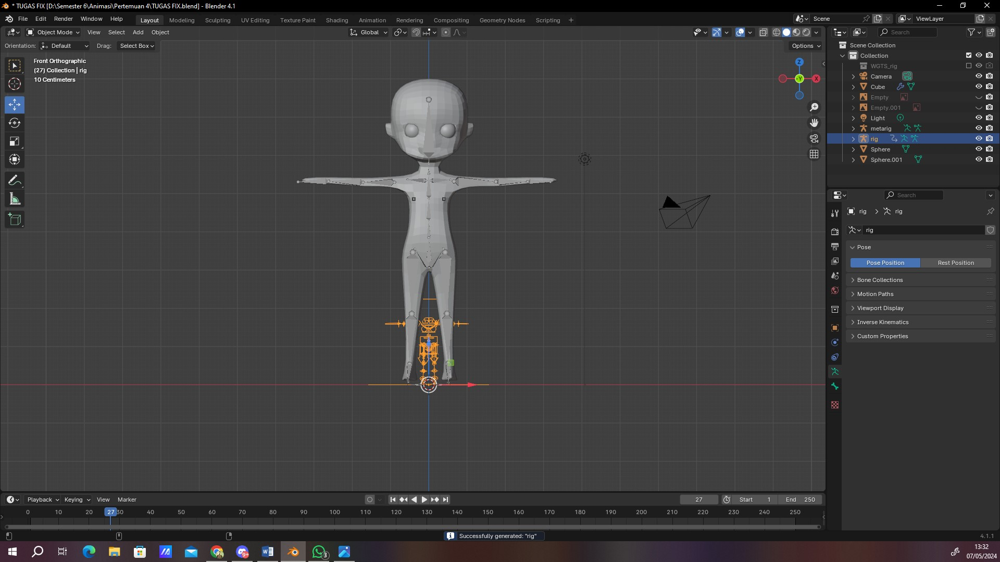 * TUGAS FIX [D:\Semester 6\Animasi\Pertemuan 4\TUGAS FIX.blend] - Blender 4.1
File Edit Render Window Help
Layout Modeling Sculpting UV Editing Texture Paint Shading Animation Rendering Compositing Geometry Nodes Scripting +
Scene
ViewLayer
Object Mode View Select Add Object
Global
Search
Orientation: Default Drag: Select Box
Options
Front Orthographic
(27) Collection | rig
10 Centimeters
Z
-Y
X
Scene Collection
Collection
WGTS_rig
Camera
Cube
Empty
Empty.001
Light
metarig
rig
Sphere
Sphere.001
Search
rig > rig
rig
Pose
Pose Position Rest Position
Bone Collections
Motion Paths
Viewport Display
Inverse Kinematics
Custom Properties
Playback Keying View Marker
27 Start 1 End 250
0 10 20 27 30 40 50 60 70 80 90 100 110 120 130 140 150 160 170 180 190 200 210 220 230 240 250
Successfully generated: "rig"
4.1.1
9+
3
13:32
07/05/2024